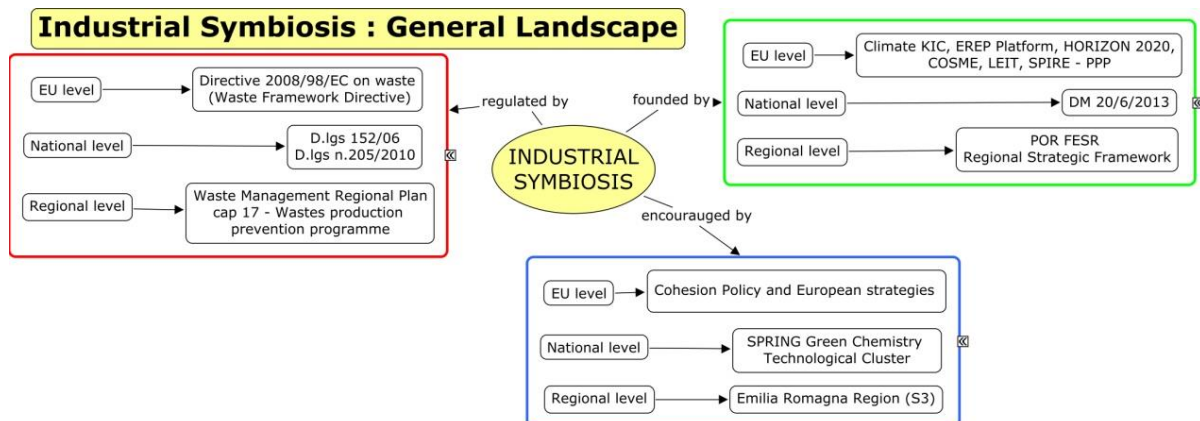 Industrial Symbiosis : General Landscape
EU level
Directive 2008/98/EC on waste
(Waste Framework Directive)
National level
D.lgs 152/06
D.lgs n.205/2010
Regional level
Waste Management Regional Plan
cap 17 - Wastes production
prevention programme
regulated by
INDUSTRIAL
SYMBIOSIS
founded by
EU level
Climate KIC, EREP Platform, HORIZON 2020,
COSME, LEIT, SPIRE - PPP
National level
DM 20/6/2013
Regional level
POR FESR
Regional Strategic Framework
encourauged by
EU level
Cohesion Policy and European strategies
National level
SPRING Green Chemistry
Technological Cluster
Regional level
Emilia Romagna Region (S3)